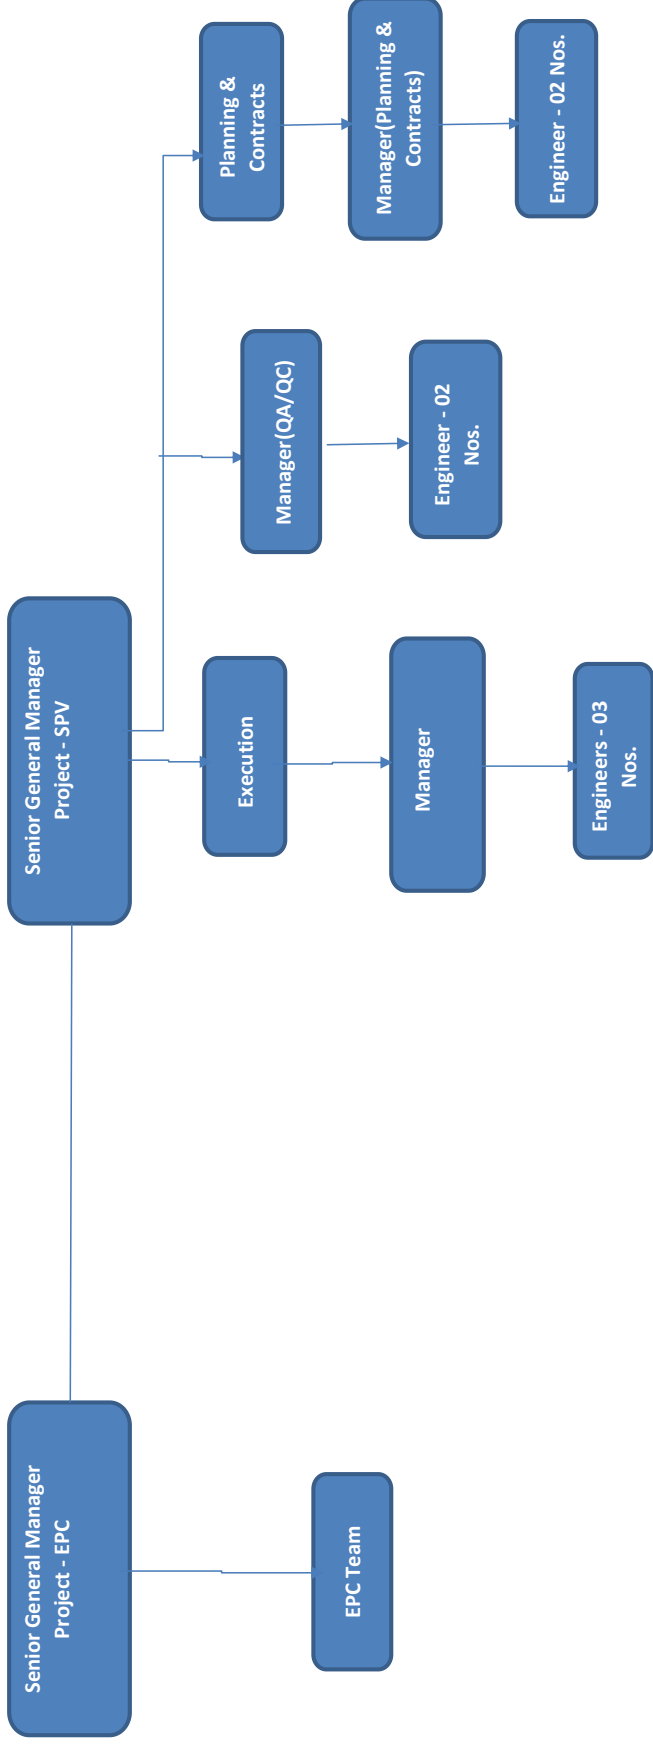 Senior General Manager
Project - EPC
Senior General Manager
Project - SPV
EPC Team
Execution
Manager
Engineers - 03
Nos.
Manager(QA/QC)
Engineer - 02
Nos.
Planning &
Contracts
Manager(Planning &
Contracts)
Engineer - 02 Nos.